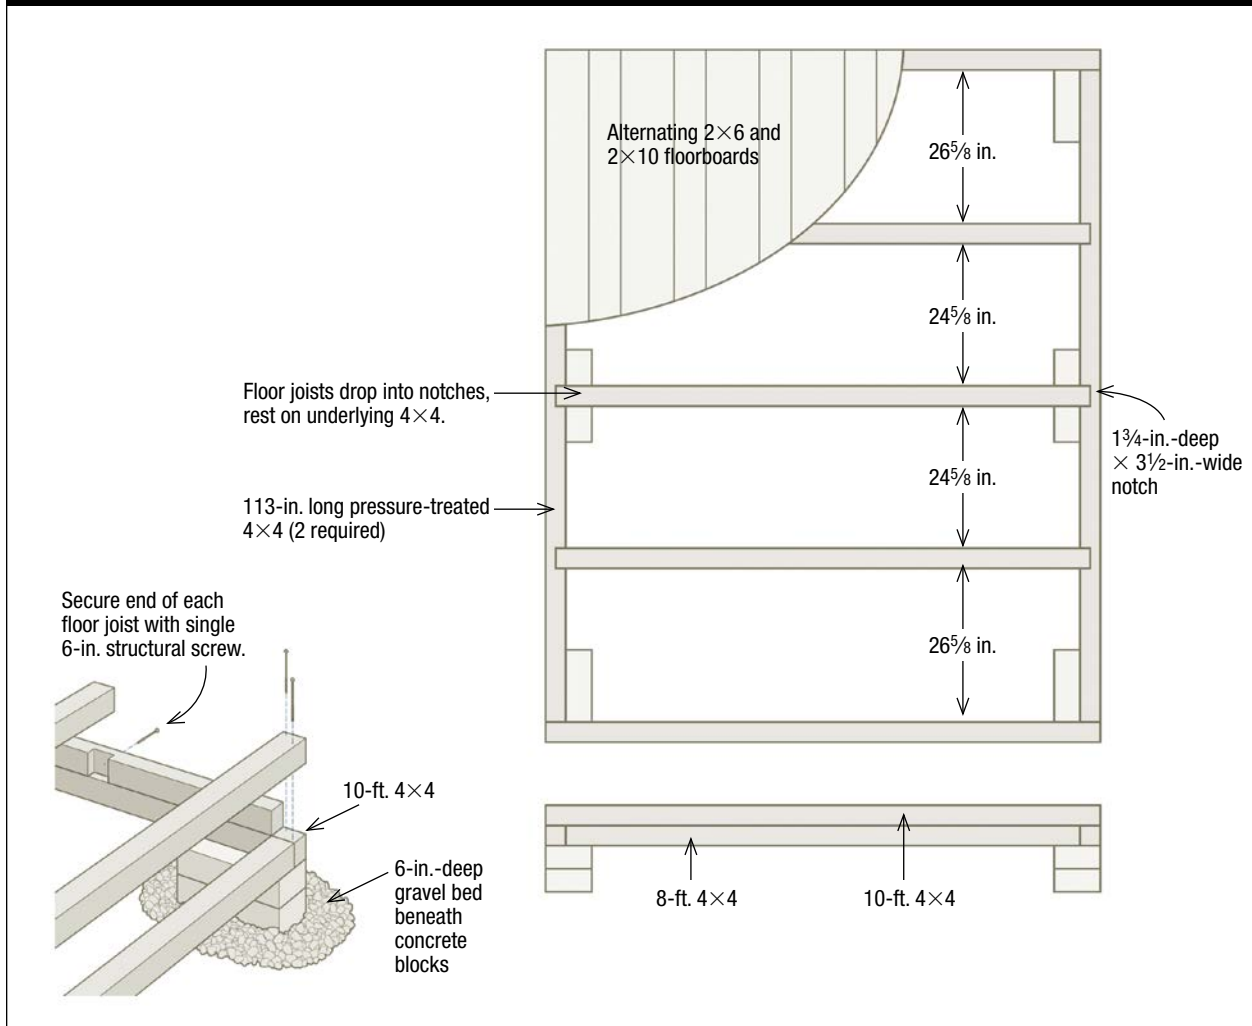 Alternating 2×6 and
2×10 floorboards
26⅝ in.
24⅝ in.
Floor joists drop into notches,
rest on underlying 4×4.
1¾-in.-deep
× 3½-in.-wide
notch
24⅝ in.
113-in. long pressure-treated
4×4 (2 required)
Secure end of each
floor joist with single
6-in. structural screw.
26⅝ in.
10-ft. 4×4
6-in.-deep
gravel bed
beneath
concrete
blocks
8-ft. 4×4
10-ft. 4×4